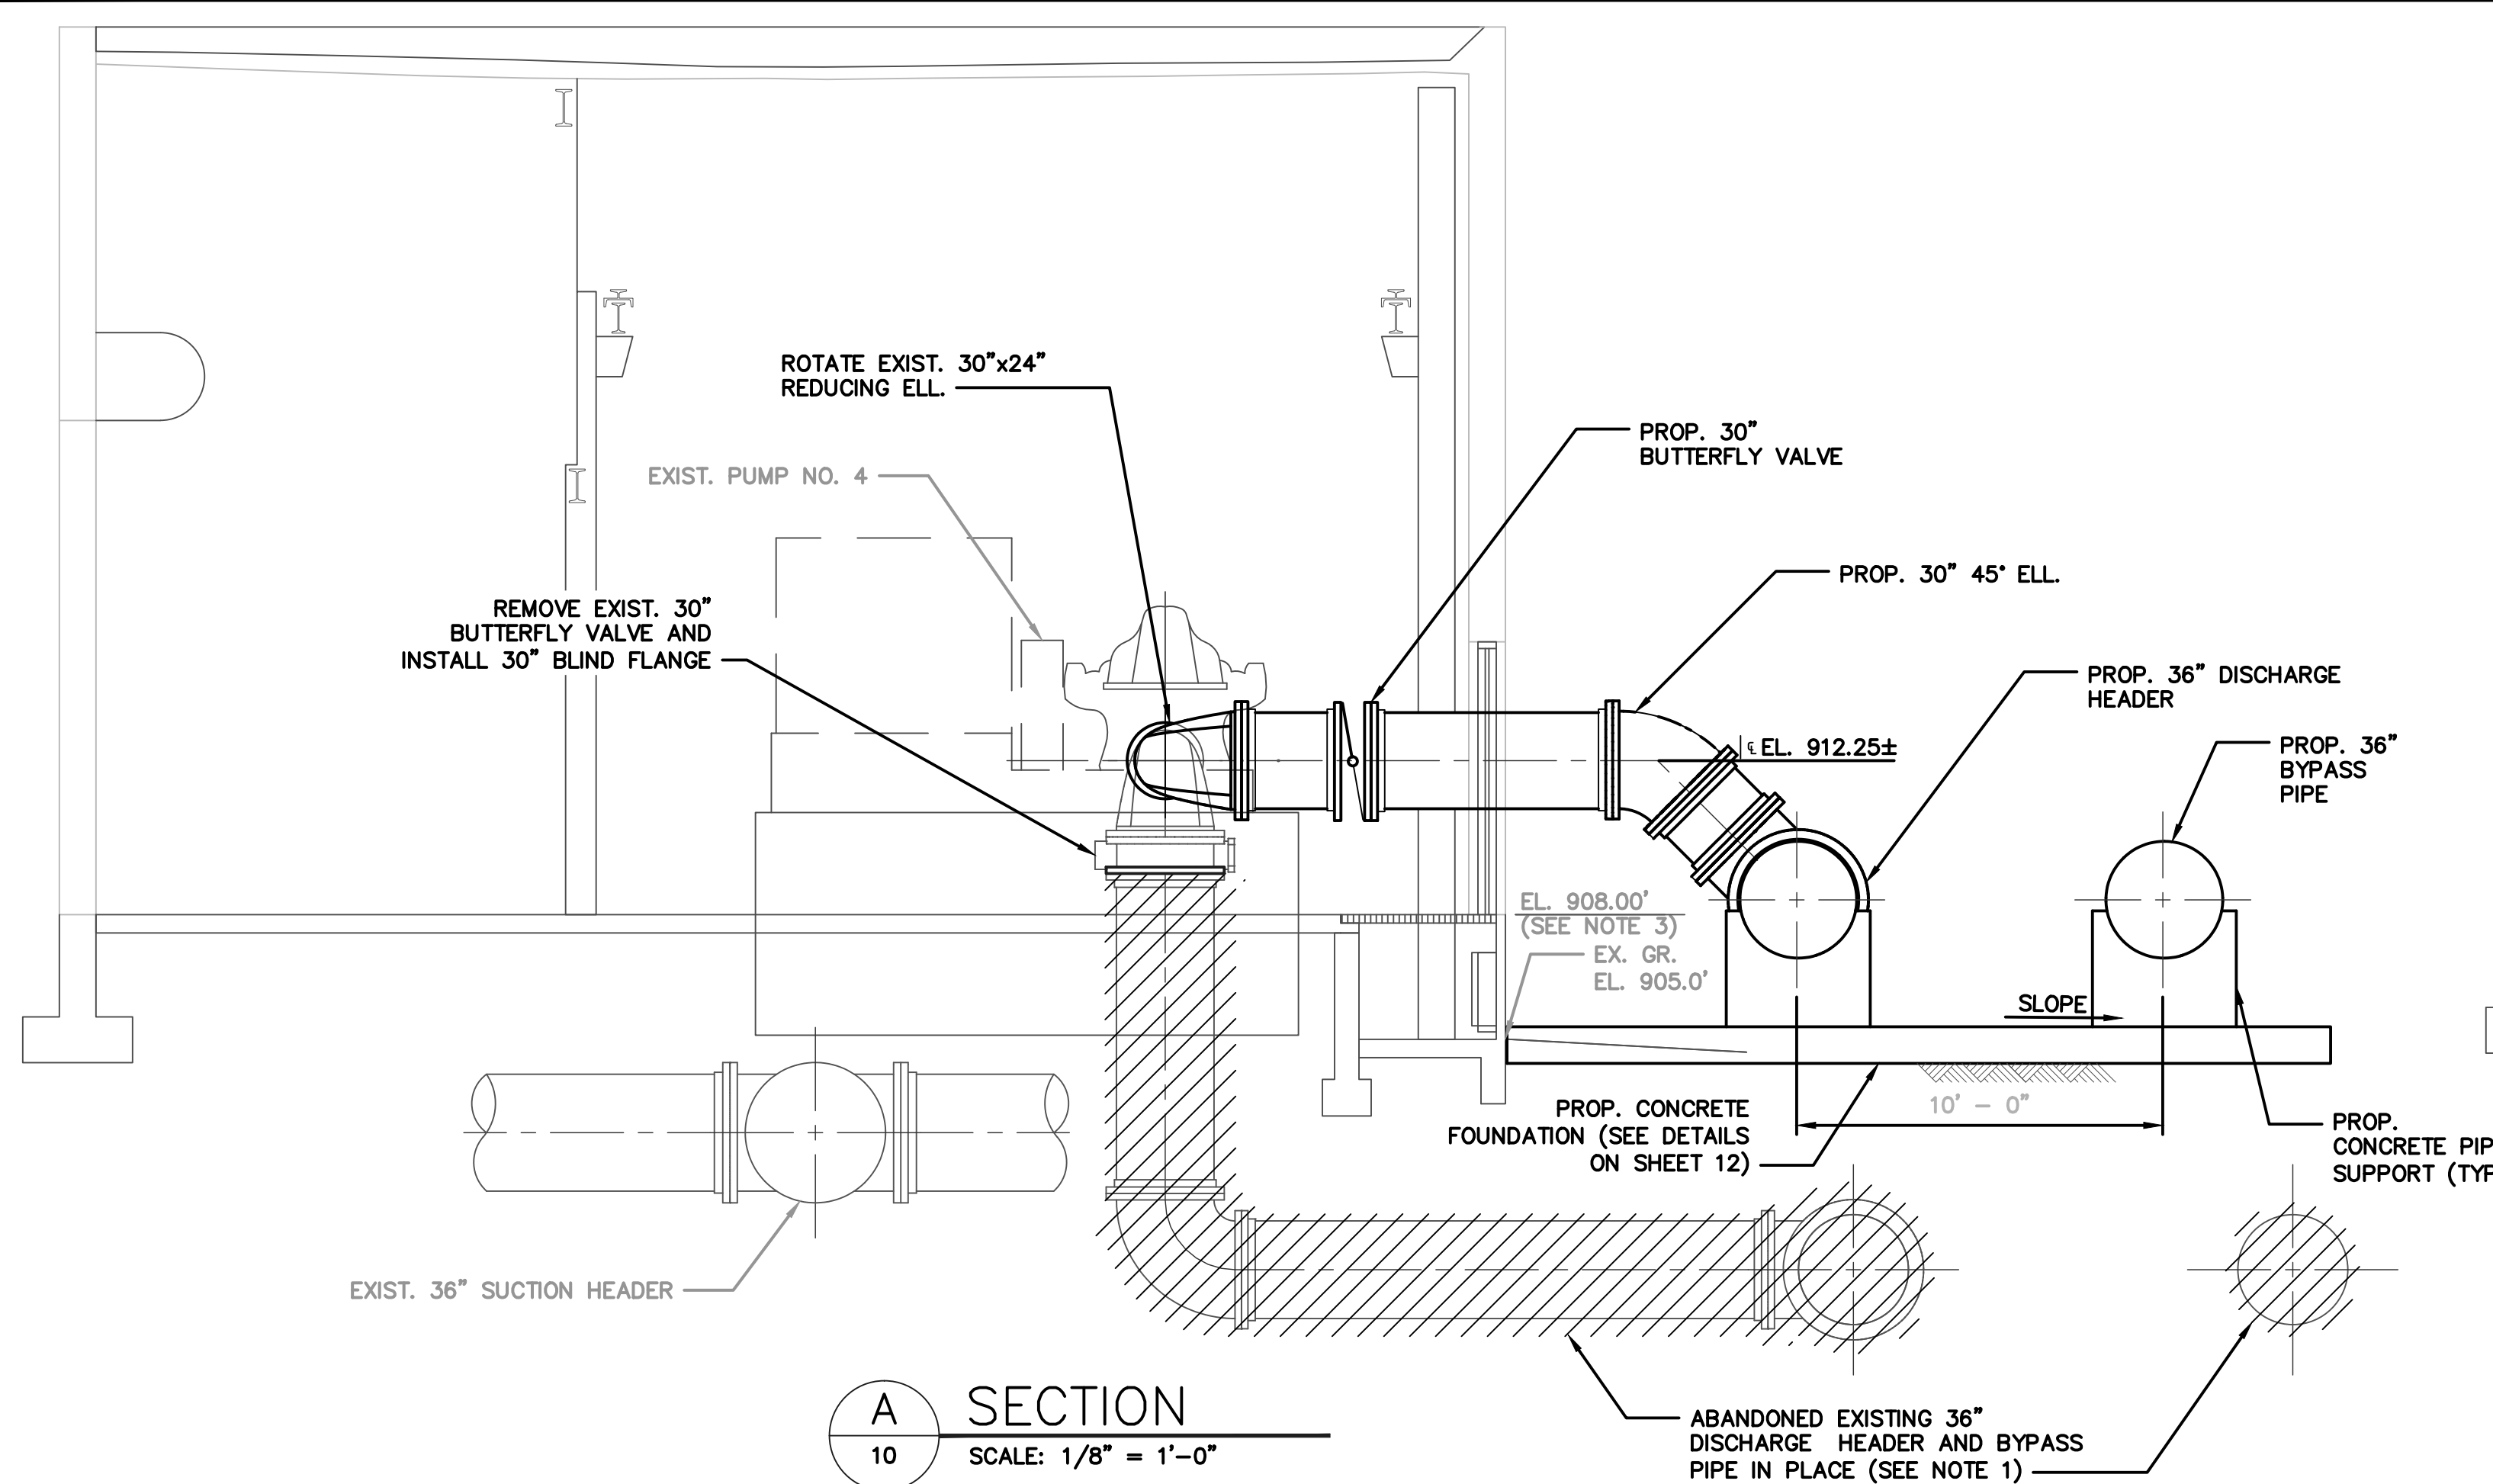 ROTATE EXIST. 30"x24"
REDUCING ELL.
PROP. 30"
BUTTERFLY VALVE
EXIST. PUMP NO. 4
PROP. 30" 45° ELL.
REMOVE EXIST. 30"
BUTTERFLY VALVE AND
INSTALL 30" BLIND FLANGE
PROP. 36" DISCHARGE
HEADER
℄ EL. 912.25±
PROP. 36"
BYPASS
PIPE
EL. 908.00'
(SEE NOTE 3)
EX. GR.
EL. 905.0'
SLOPE
10' - 0"
PROP. CONCRETE
FOUNDATION (SEE DETAILS
ON SHEET 12)
PROP.
CONCRETE PIP
SUPPORT (TYP
EXIST. 36" SUCTION HEADER
A
10
SECTION
SCALE: 1/8" = 1'-0"
ABANDONED EXISTING 36"
DISCHARGE HEADER AND BYPASS
PIPE IN PLACE (SEE NOTE 1)